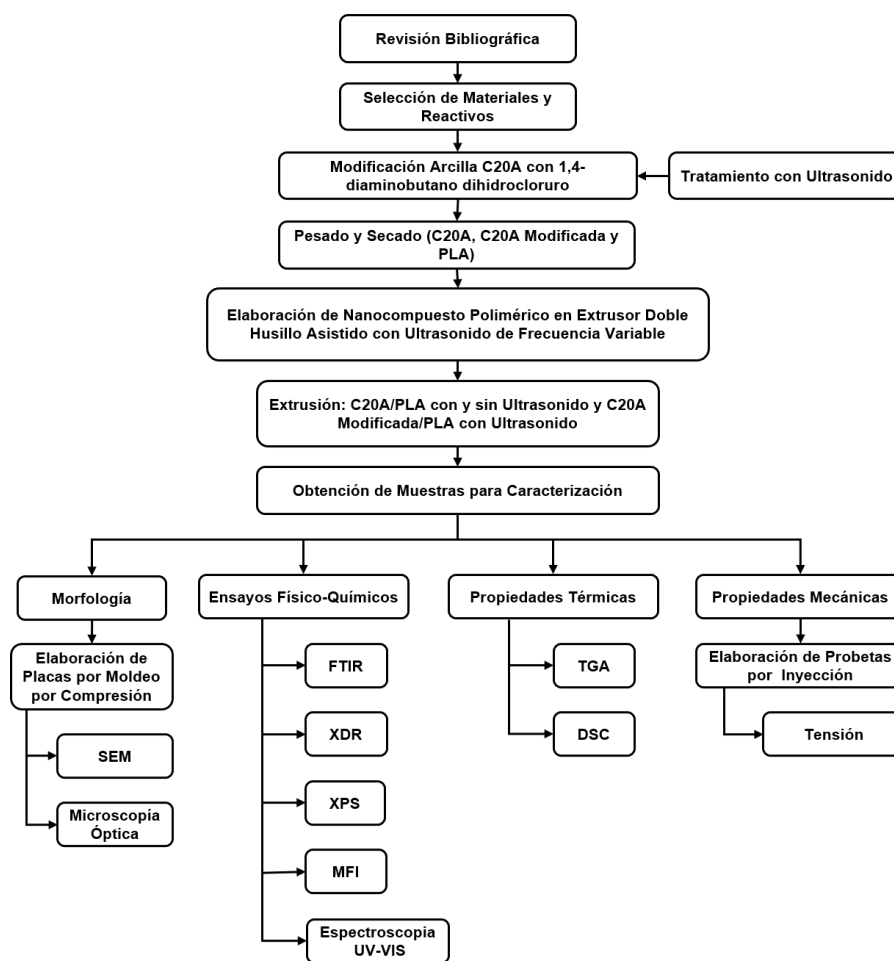 Revisión Bibliográfica
Selección de Materiales y
Reactivos
Modificación Arcilla C20A con 1,4-
diaminobutano dihidrocloruro
Tratamiento con Ultrasonido
Pesado y Secado (C20A, C20A Modificada y
PLA)
Elaboración de Nanocompuesto Polimérico en Extrusor Doble
Husillo Asistido con Ultrasonido de Frecuencia Variable
Extrusión: C20A/PLA con y sin Ultrasonido y C20A
Modificada/PLA con Ultrasonido
Obtención de Muestras para Caracterización
Morfología
Elaboración de
Placas por Moldeo
por Compresión
SEM
Microscopía
Óptica
Ensayos Físico-Químicos
FTIR
XDR
XPS
MFI
Espectroscopia
UV-VIS
Propiedades Térmicas
TGA
DSC
Propiedades Mecánicas
Elaboración de Probetas
por Inyección
Tensión